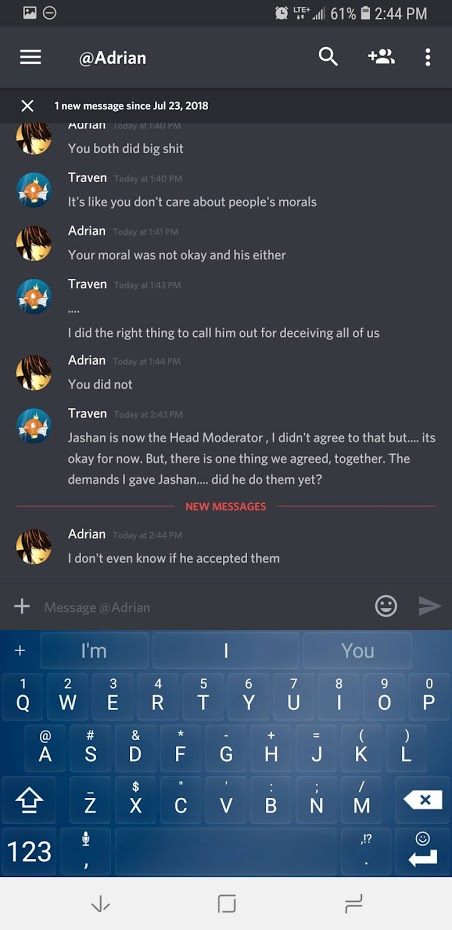 LTE+ 61% 2:44 PM
@Adrian
1 new message since Jul 23, 2018
Adrian Today at 1:40 PM
You both did big shit
Traven Today at 1:40 PM
It's like you don't care about people's morals
Adrian Today at 1:41 PM
Your moral was not okay and his either
Traven Today at 1:43 PM
....
I did the right thing to call him out for deceiving all of us
Adrian Today at 1:44 PM
You did not
Traven Today at 2:43 PM
Jashan is now the Head Moderator , I didn't agree to that but.... its
okay for now. But, there is one thing we agreed, together. The
demands I gave Jashan.... did he do them yet?
NEW MESSAGES
Adrian Today at 2:44 PM
I don't even know if he accepted them
Message @Adrian
+ I'm I You
1 2 3 4 5 6 7 8 9 0
Q W E R T Y U I O P
@ # & * - + = ( )
A S D F G H J K L
_ $ " ' : ; /
Z X C V B N M
123 , ,!? .